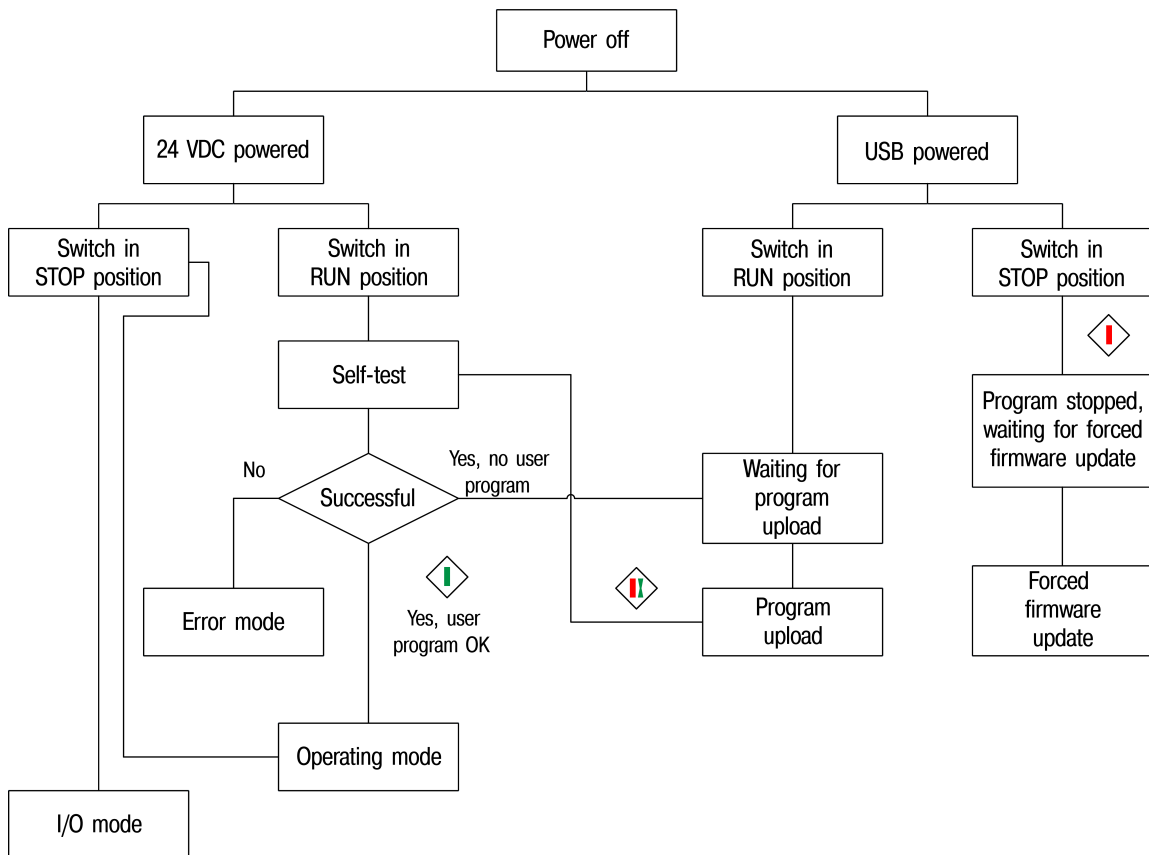 Power off
24 VDC powered
USB powered
Switch in
STOP position
Switch in
RUN position
Switch in
RUN position
Switch in
STOP position
Self-test
Program stopped,
waiting for forced
firmware update
No
Successful
Yes, no user
program
Waiting for
program
upload
Error mode
Yes, user
program OK
Program
upload
Forced
firmware
update
Operating mode
I/O mode